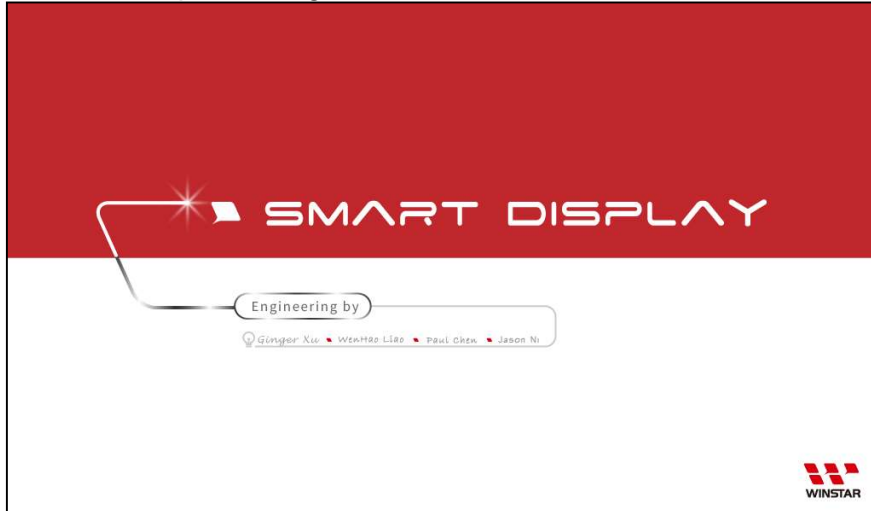 SMART DISPLAY
Engineering by
Ginger Xu WenHao Liao Paul Chen Jason Ni
WINSTAR